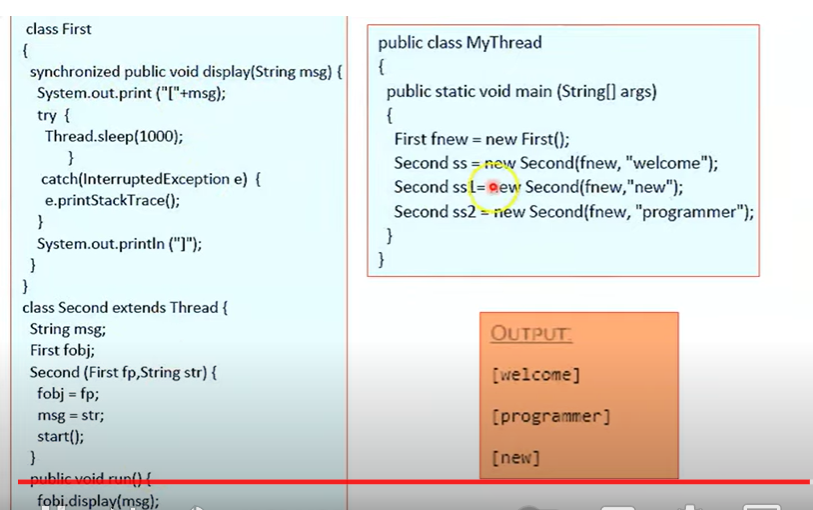 class First
{
synchronized public void display(String msg) {
System.out.print ("["+msg);
try {
Thread.sleep(1000);
}
catch(InterruptedException e) {
e.printStackTrace();
}
System.out.println ("]");
}
}
class Second extends Thread {
String msg;
First fobj;
Second (First fp,String str) {
fobj = fp;
msg = str;
start();
}
public void run() {
fobj.display(msg);
public class MyThread
{
public static void main (String[] args)
{
First fnew = new First();
Second ss = new Second(fnew, "welcome");
Second ss1= new Second(fnew,"new");
Second ss2 = new Second(fnew, "programmer");
}
}
OUTPUT:
[welcome]
[programmer]
[new]